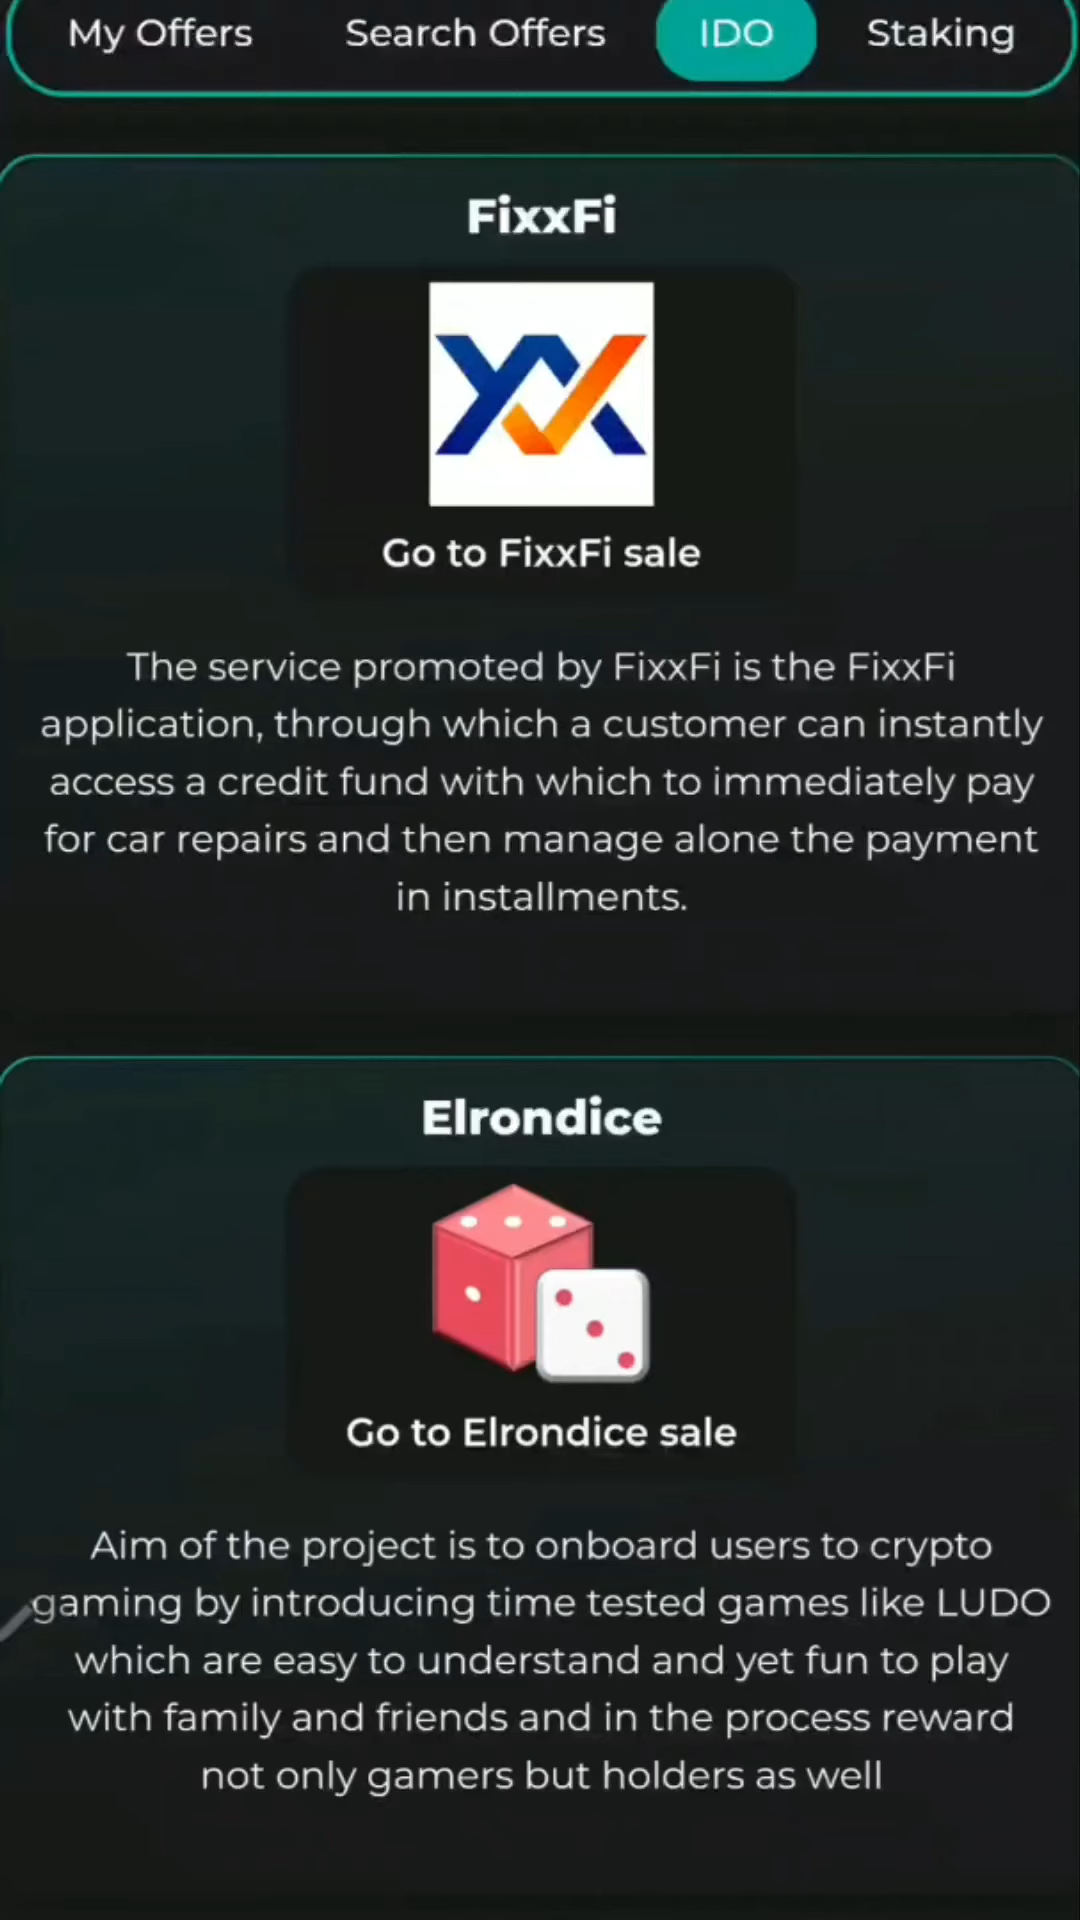 My Offers Search Offers IDO Staking
FixxFi
Go to FixxFi sale
The service promoted by FixxFi is the FixxFi
application, through which a customer can instantly
access a credit fund with which to immediately pay
for car repairs and then manage alone the payment
in installments.
Elrondice
Go to Elrondice sale
Aim of the project is to onboard users to crypto
gaming by introducing time tested games like LUDO
which are easy to understand and yet fun to play
with family and friends and in the process reward
not only gamers but holders as well